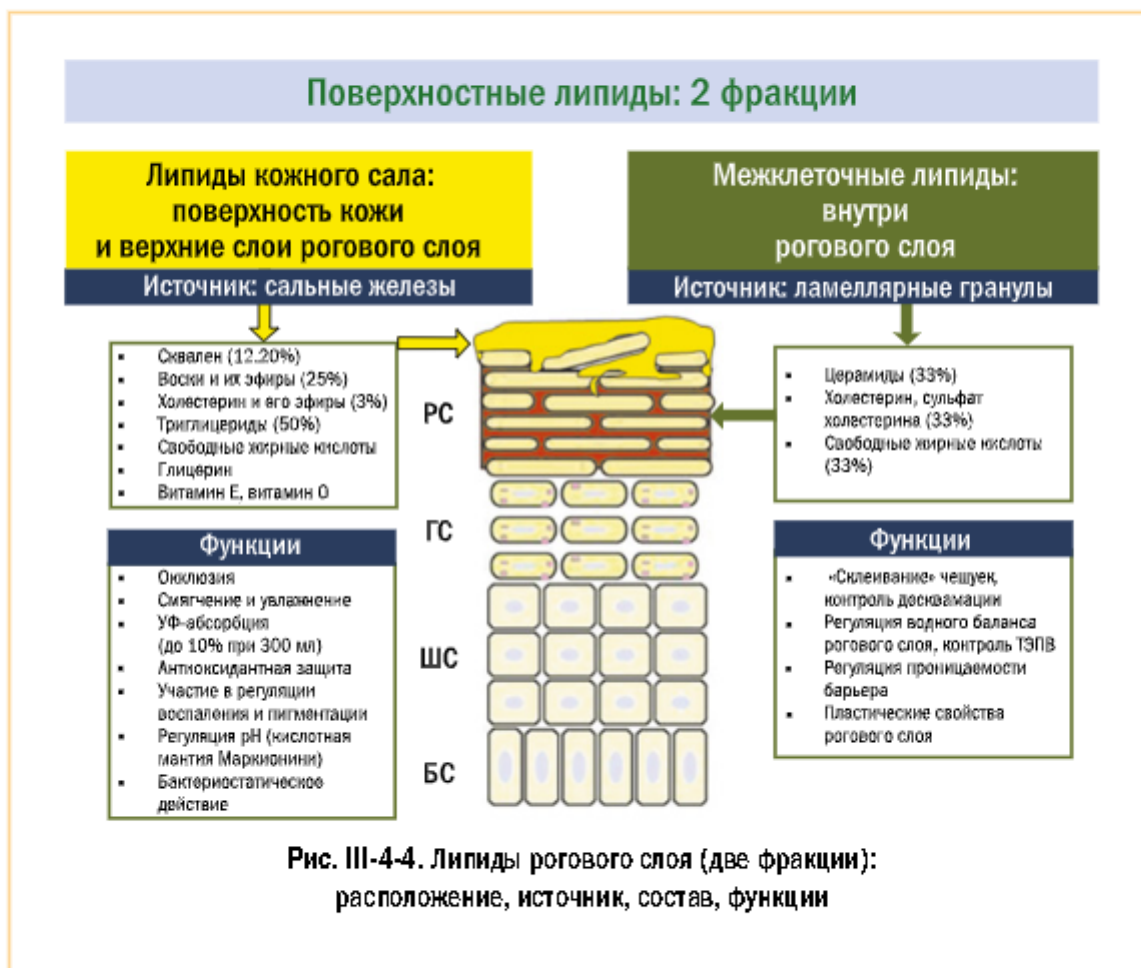 Поверхностные липиды: 2 фракции
Липиды кожного сала:
поверхность кожи
и верхние слои рогового слоя
Источник: сальные железы
▪ Сквален (12.20%)
▪ Воски и их эфиры (25%)
▪ Холестерин и его эфиры (3%)
▪ Триглицериды (50%)
▪ Свободные жирные кислоты
▪ Глицерин
▪ Витамин Е, витамин О
Функции
▪ Окклюзия
▪ Смягчение и увлажнение
▪ УФ-абсорбция
(до 10% при 300 мл)
▪ Антиоксидантная защита
▪ Участие в регуляции
воспаления и пигментации
▪ Регуляция pH (кислотная
мантия Маркионини)
▪ Бактериостатическое
действие
РС
ГС
ШС
БС
Межклеточные липиды:
внутри
рогового слоя
Источник: ламеллярные гранулы
▪ Церамиды (33%)
▪ Холестерин, сульфат
холестерина (33%)
▪ Свободные жирные кислоты
(33%)
Функции
▪ «Склеивание» чешуек,
контроль десквамации
▪ Регуляция водного баланса
рогового слоя, контроль ТЭПВ
▪ Регуляция проницаемости
барьера
▪ Пластические свойства
рогового слоя
Рис. III-4-4. Липиды рогового слоя (две фракции):
расположение, источник, состав, функции